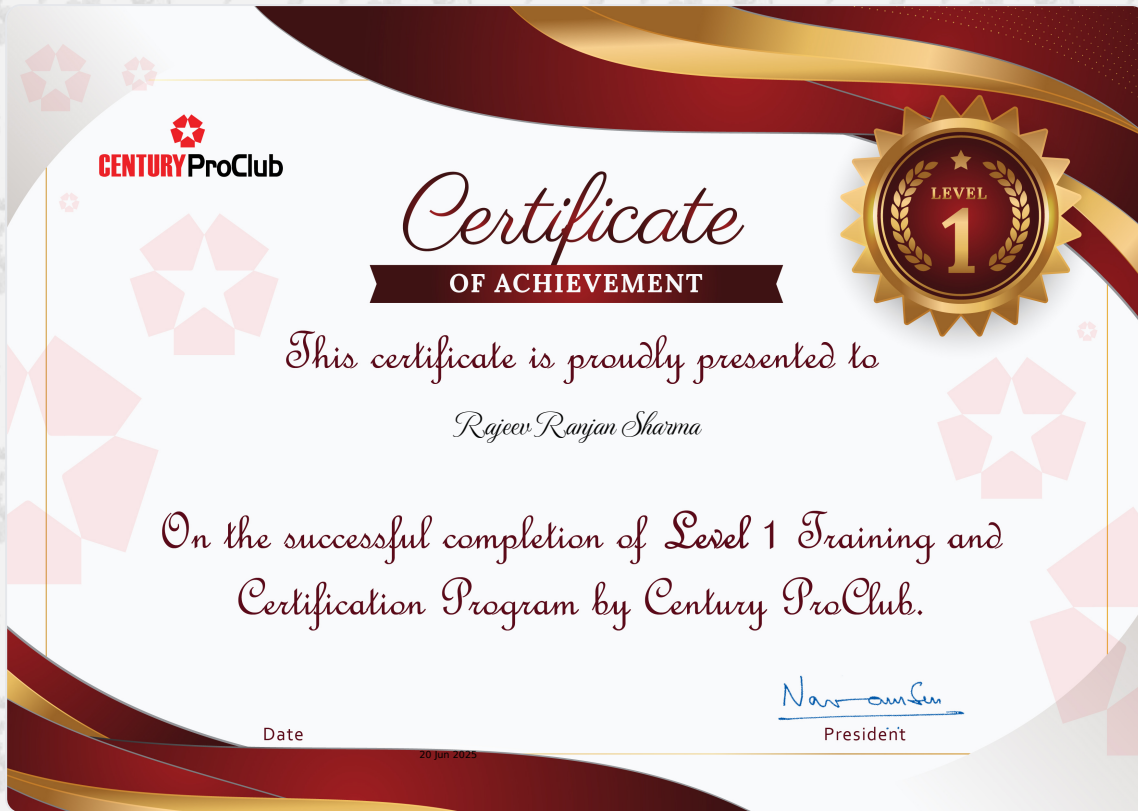 CENTURY ProClub
LEVEL
1
Certificate
OF ACHIEVEMENT
This certificate is proudly presented to
Rajeev Ranjan Sharma
On the successful completion of Level 1 Training and
Certification Program by Century ProClub.
Date
President
20 Jun 2025